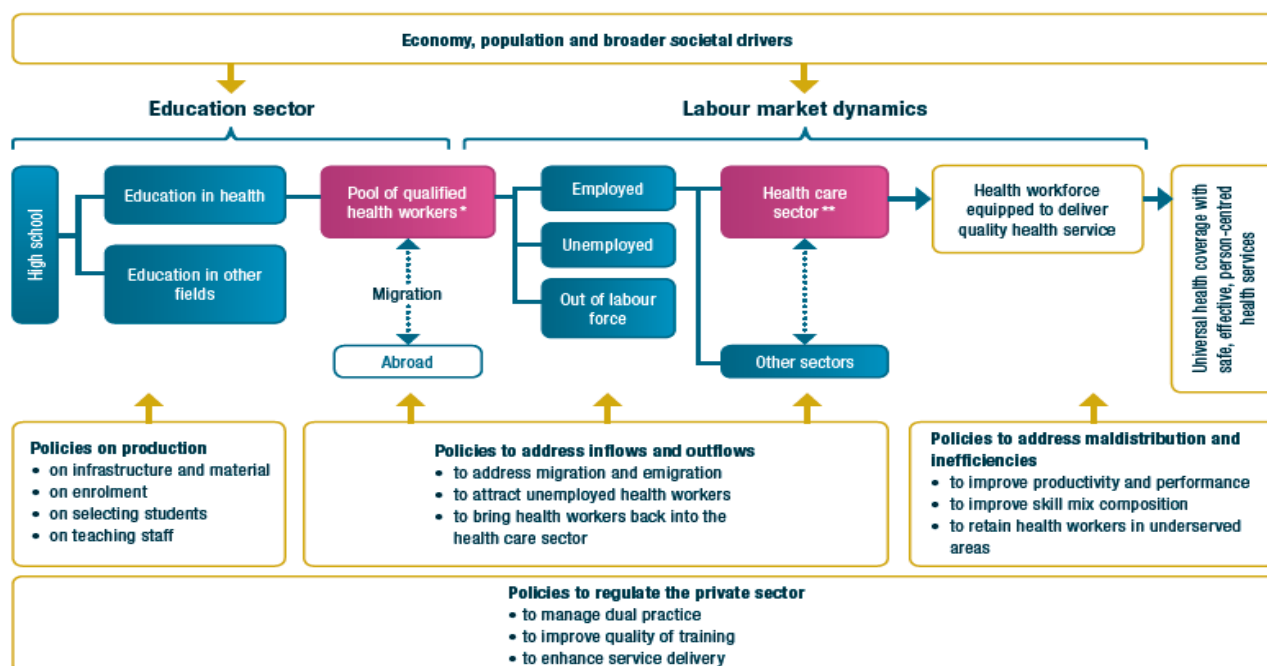 Economy, population and broader societal drivers
Education sector
Labour market dynamics
High school
Education in
health
Education in other
fields
Pool of qualified
health workers *
Migration
Abroad
Employed
Unemployed
Out of labour
force
Health care
sector **
Other sectors
Health workforce
equipped to deliver
quality health service
Universal health coverage with
safe, effective, person-centred
health services
Policies on production
• on infrastructure and material
• on enrolment
• on selecting students
• on teaching staff
Policies to address inflows and outflows
• to address migration and emigration
• to attract unemployed health workers
• to bring health workers back into the
health care sector
Policies to address maldistribution and
inefficiencies
• to improve productivity and performance
• to improve skill mix composition
• to retain health workers in underserved
areas
Policies to regulate the private sector
• to manage dual practice
• to improve quality of training
• to enhance service delivery